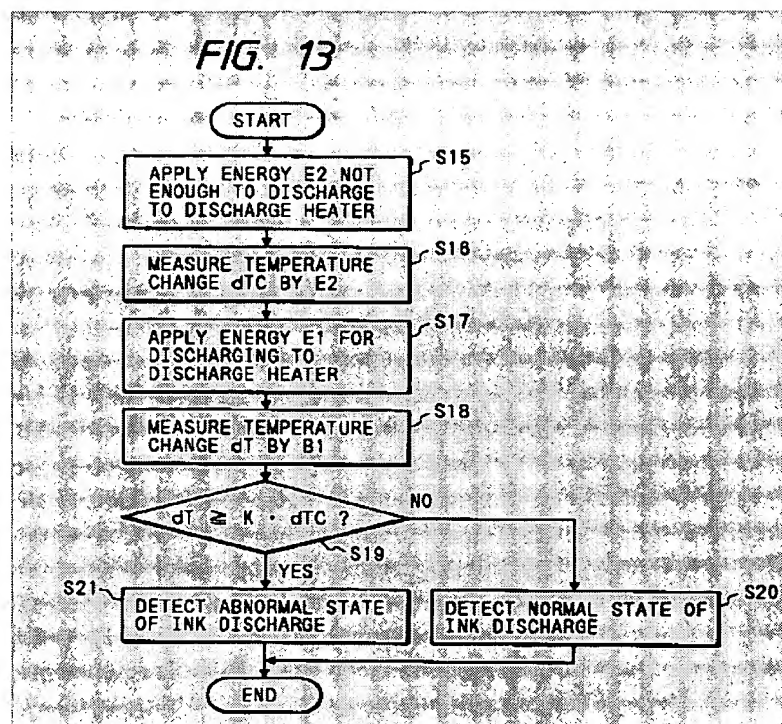 FIG. 13
START
S15
APPLY ENERGY E2 NOT
ENOUGH TO DISCHARGE
TO DISCHARGE HEATER
S16
MEASURE TEMPERATURE
CHANGE dTC BY E2
S17
APPLY ENERGY E1 FOR
DISCHARGING TO
DISCHARGE HEATER
S18
MEASURE TEMPERATURE
CHANGE dT BY B1
dT ≧ K · dTC ?
NO
S19
YES
S21
DETECT ABNORMAL STATE
OF INK DISCHARGE
S20
DETECT NORMAL STATE OF
INK DISCHARGE
END